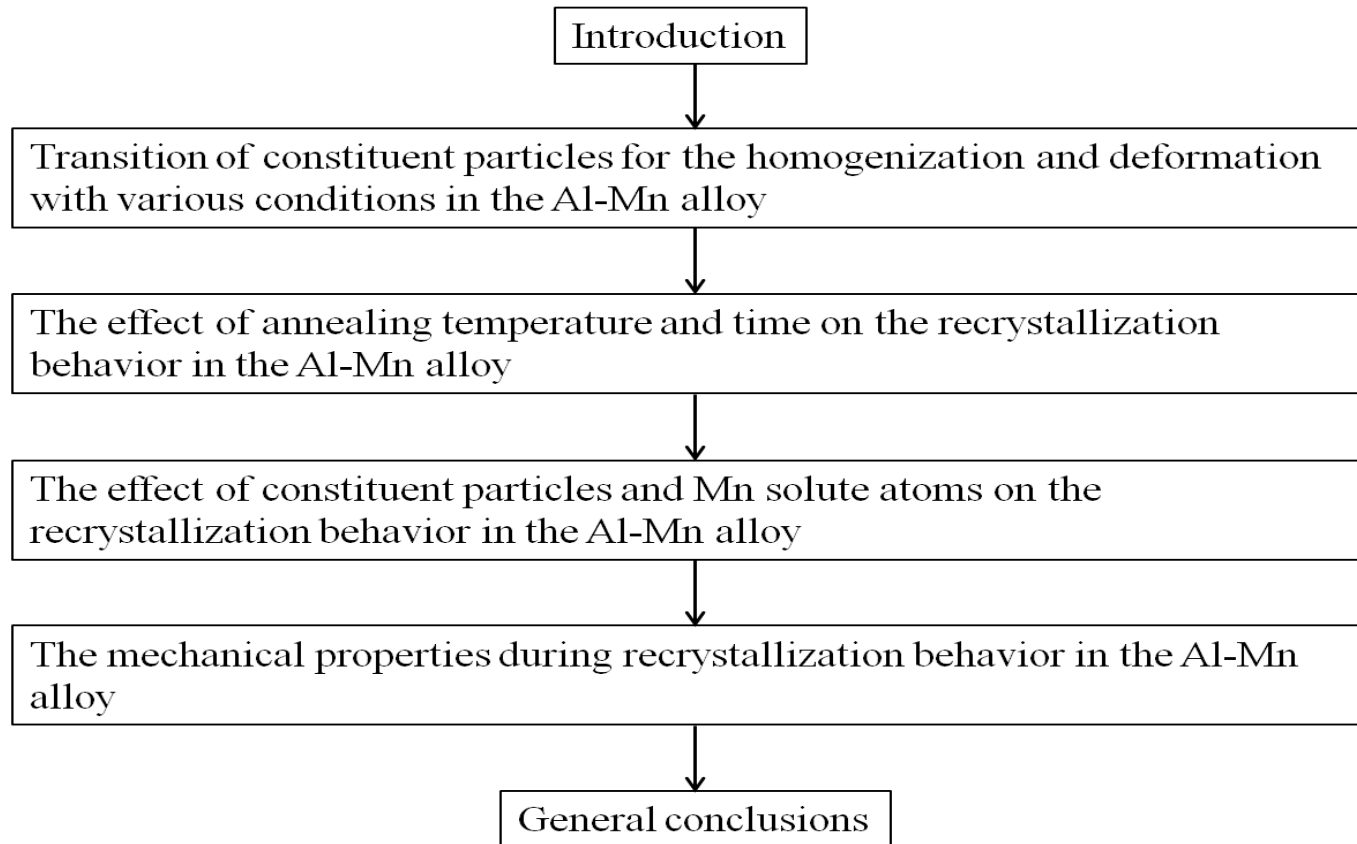 Introduction
Transition of constituent particles for the homogenization and deformation
with various conditions in the Al-Mn alloy
The effect of annealing temperature and time on the recrystallization
behavior in the Al-Mn alloy
The effect of constituent particles and Mn solute atoms on the
recrystallization behavior in the Al-Mn alloy
The mechanical properties during recrystallization behavior in the Al-Mn
alloy
General conclusions